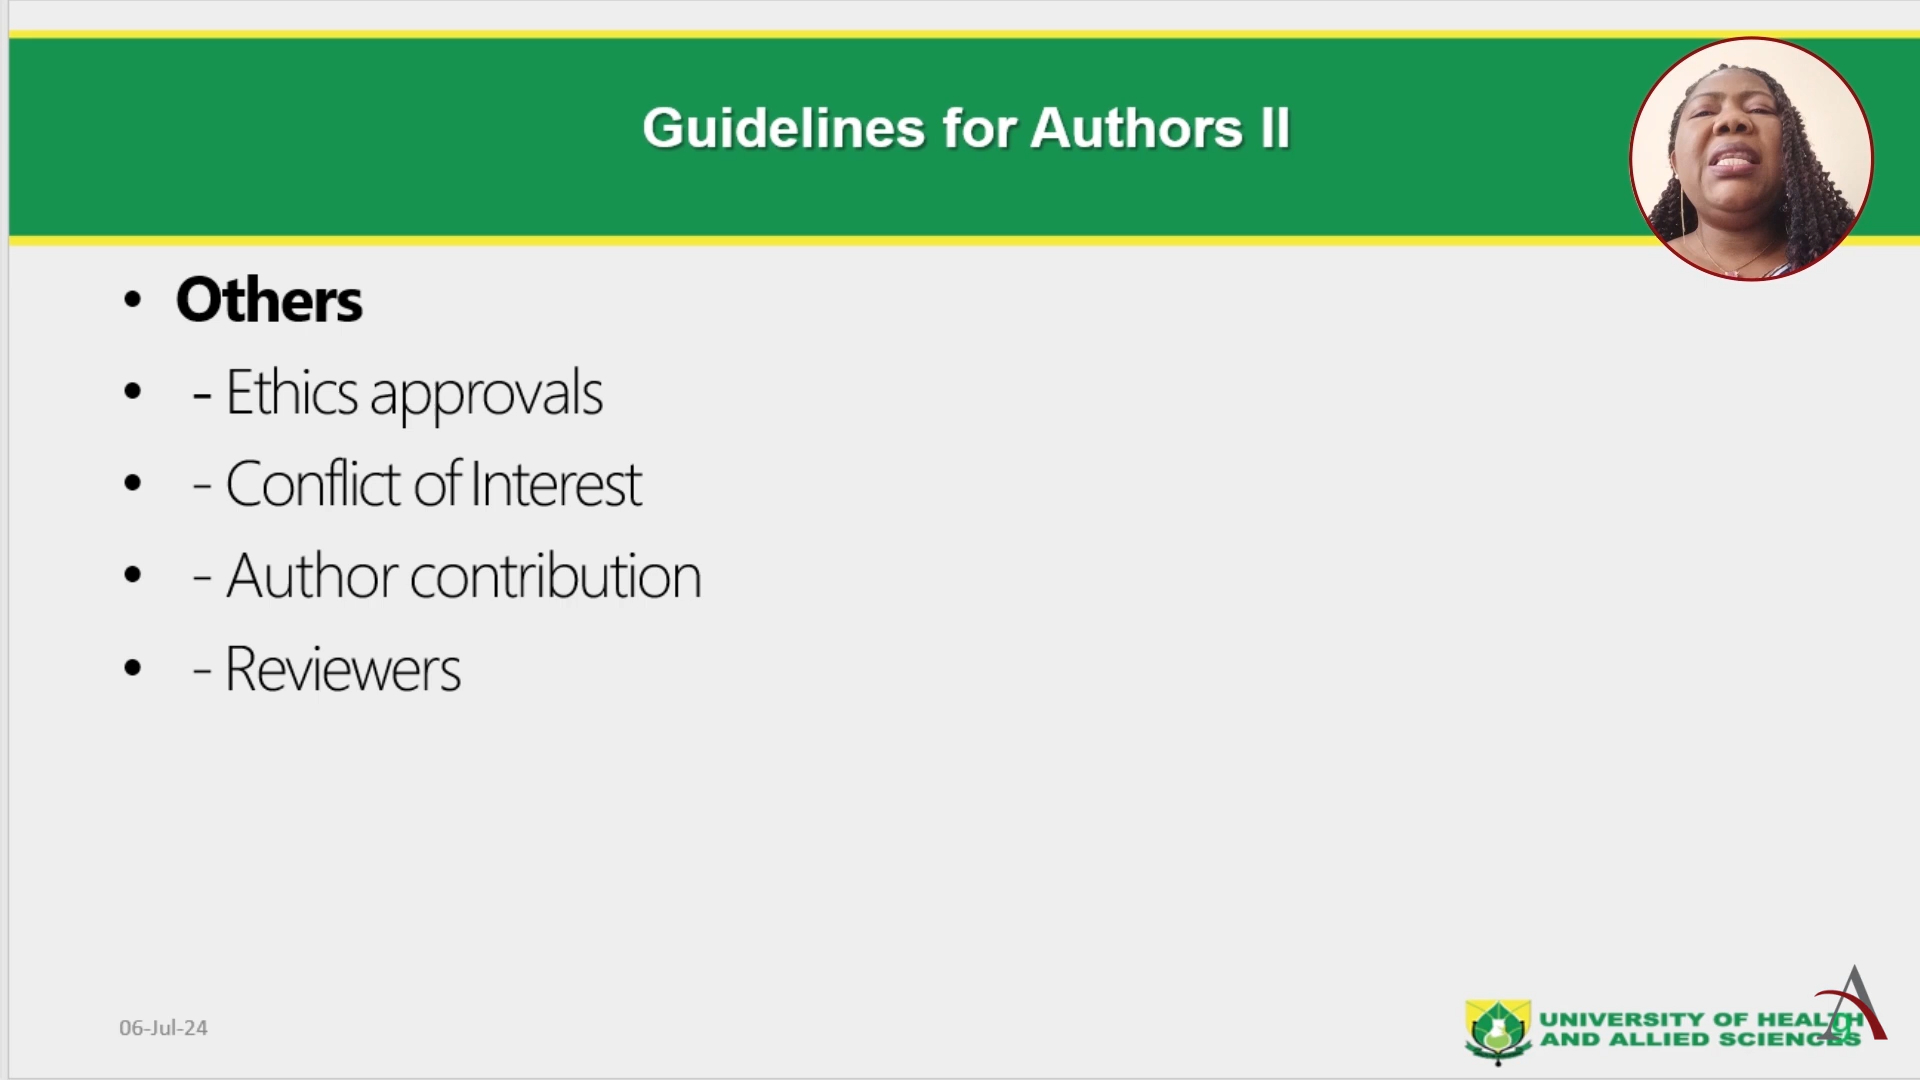 Guidelines for Authors II
• Others
• - Ethics approvals
• - Conflict of Interest
• - Author contribution
• - Reviewers
06-Jul-24
UNIVERSITY OF HEALTH
AND ALLIED SCIENCES